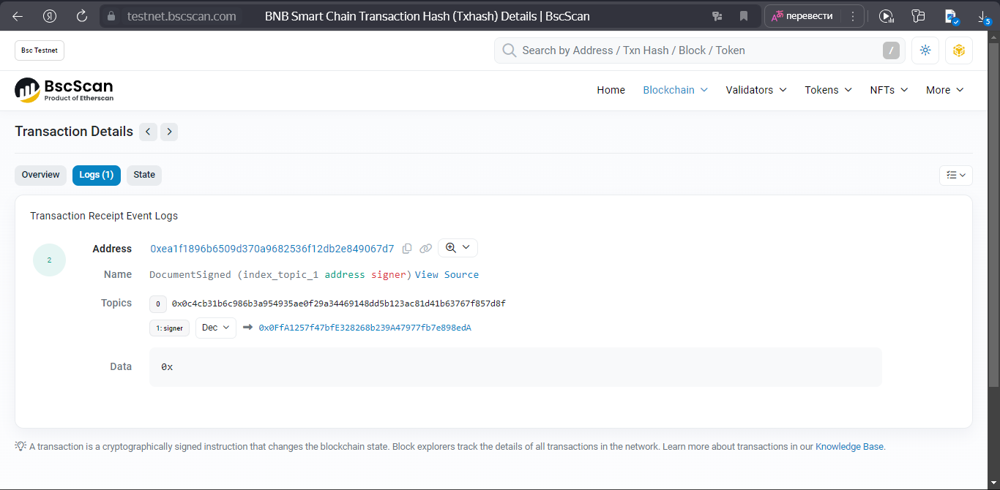 testnet.bscscan.com BNB Smart Chain Transaction Hash (Txhash) Details | BscScan перевести 5
Bsc Testnet Search by Address / Txn Hash / Block / Token /
BscScan
Product of Etherscan
Home Blockchain Validators Tokens NFTs More
Transaction Details
Overview Logs (1) State
Transaction Receipt Event Logs
2 Address 0xea1f1896b6509d370a9682536f12db2e849067d7
Name DocumentSigned (index_topic_1 address signer) View Source
Topics 0 0x0c4cb31b6c986b3a954935ae0f29a34469148dd5b123ac81d41b63767f857d8f
1: signer Dec 0x0FfA1257f47bfE328268b239A47977fb7e898edA
Data 0x
A transaction is a cryptographically signed instruction that changes the blockchain state. Block explorers track the details of all transactions in the network. Learn more about transactions in our Knowledge Base.